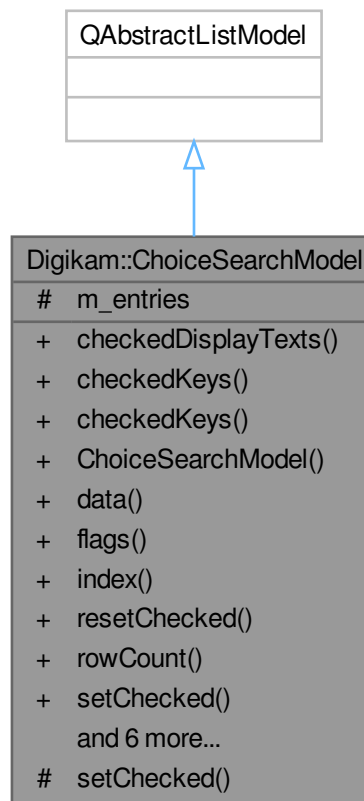 QAbstractListModel
Digikam::ChoiceSearchModel
# m_entries
+ checkedDisplayTexts()
+ checkedKeys()
+ checkedKeys()
+ ChoiceSearchModel()
+ data()
+ flags()
+ index()
+ resetChecked()
+ rowCount()
+ setChecked()
and 6 more...
# setChecked()